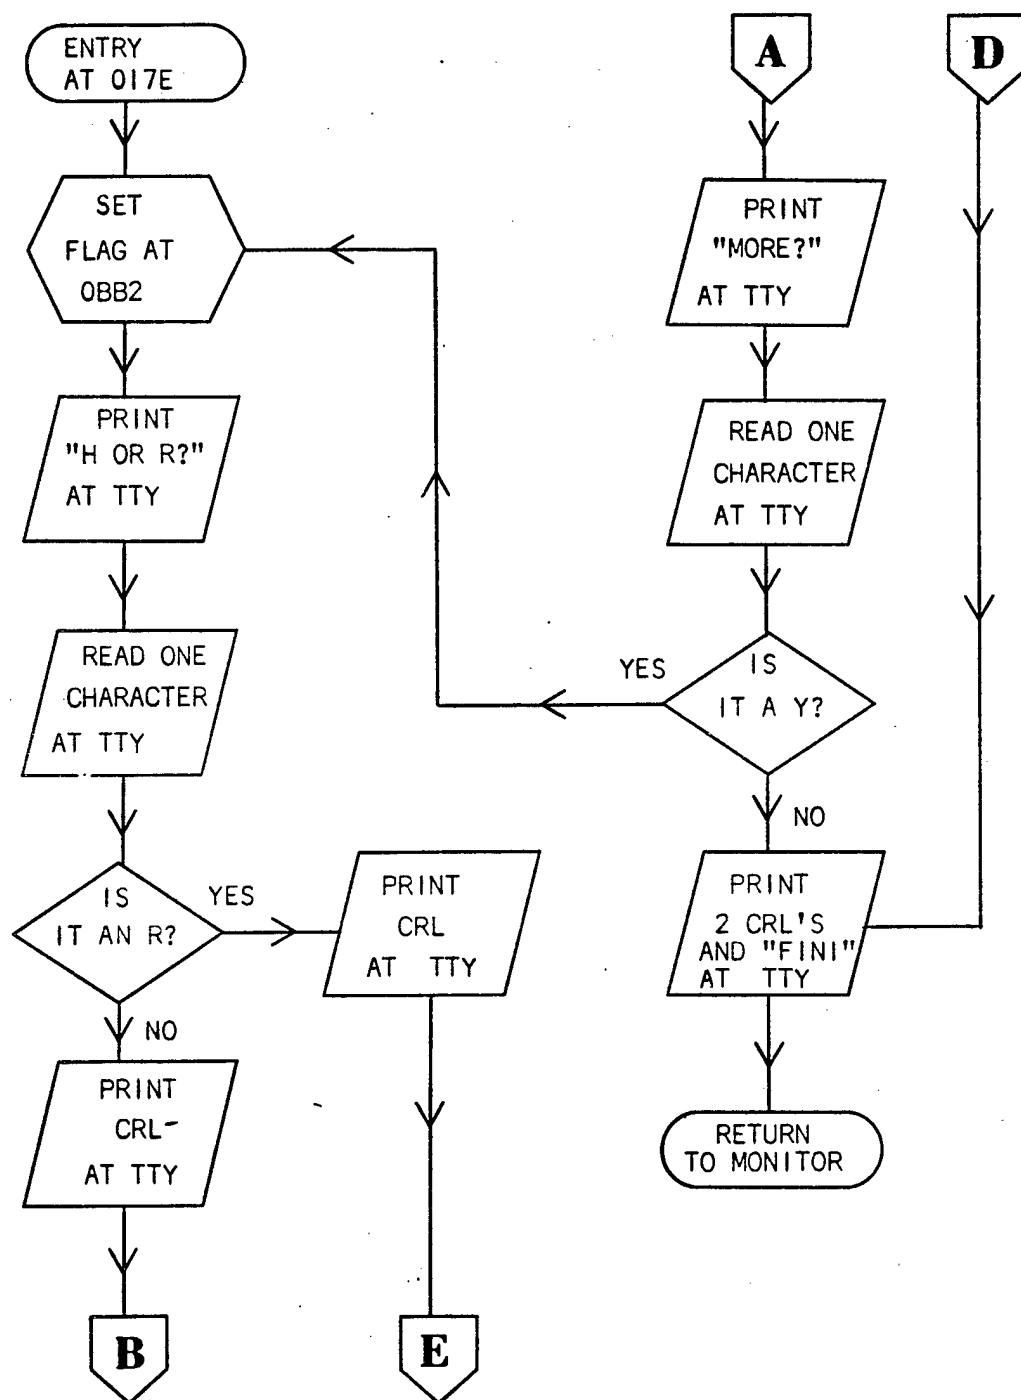 ENTRY
AT 017E
SET
FLAG AT
0BB2
PRINT
"H OR R?"
AT TTY
READ ONE
CHARACTER
AT TTY
IS
IT AN R?
YES
NO
PRINT
CRL-
AT TTY
B
PRINT
CRL
AT TTY
E
A
PRINT
"MORE?"
AT TTY
READ ONE
CHARACTER
AT TTY
IS
IT A Y?
YES
NO
PRINT
2 CRL'S
AND "FINI"
AT TTY
RETURN
TO MONITOR
D